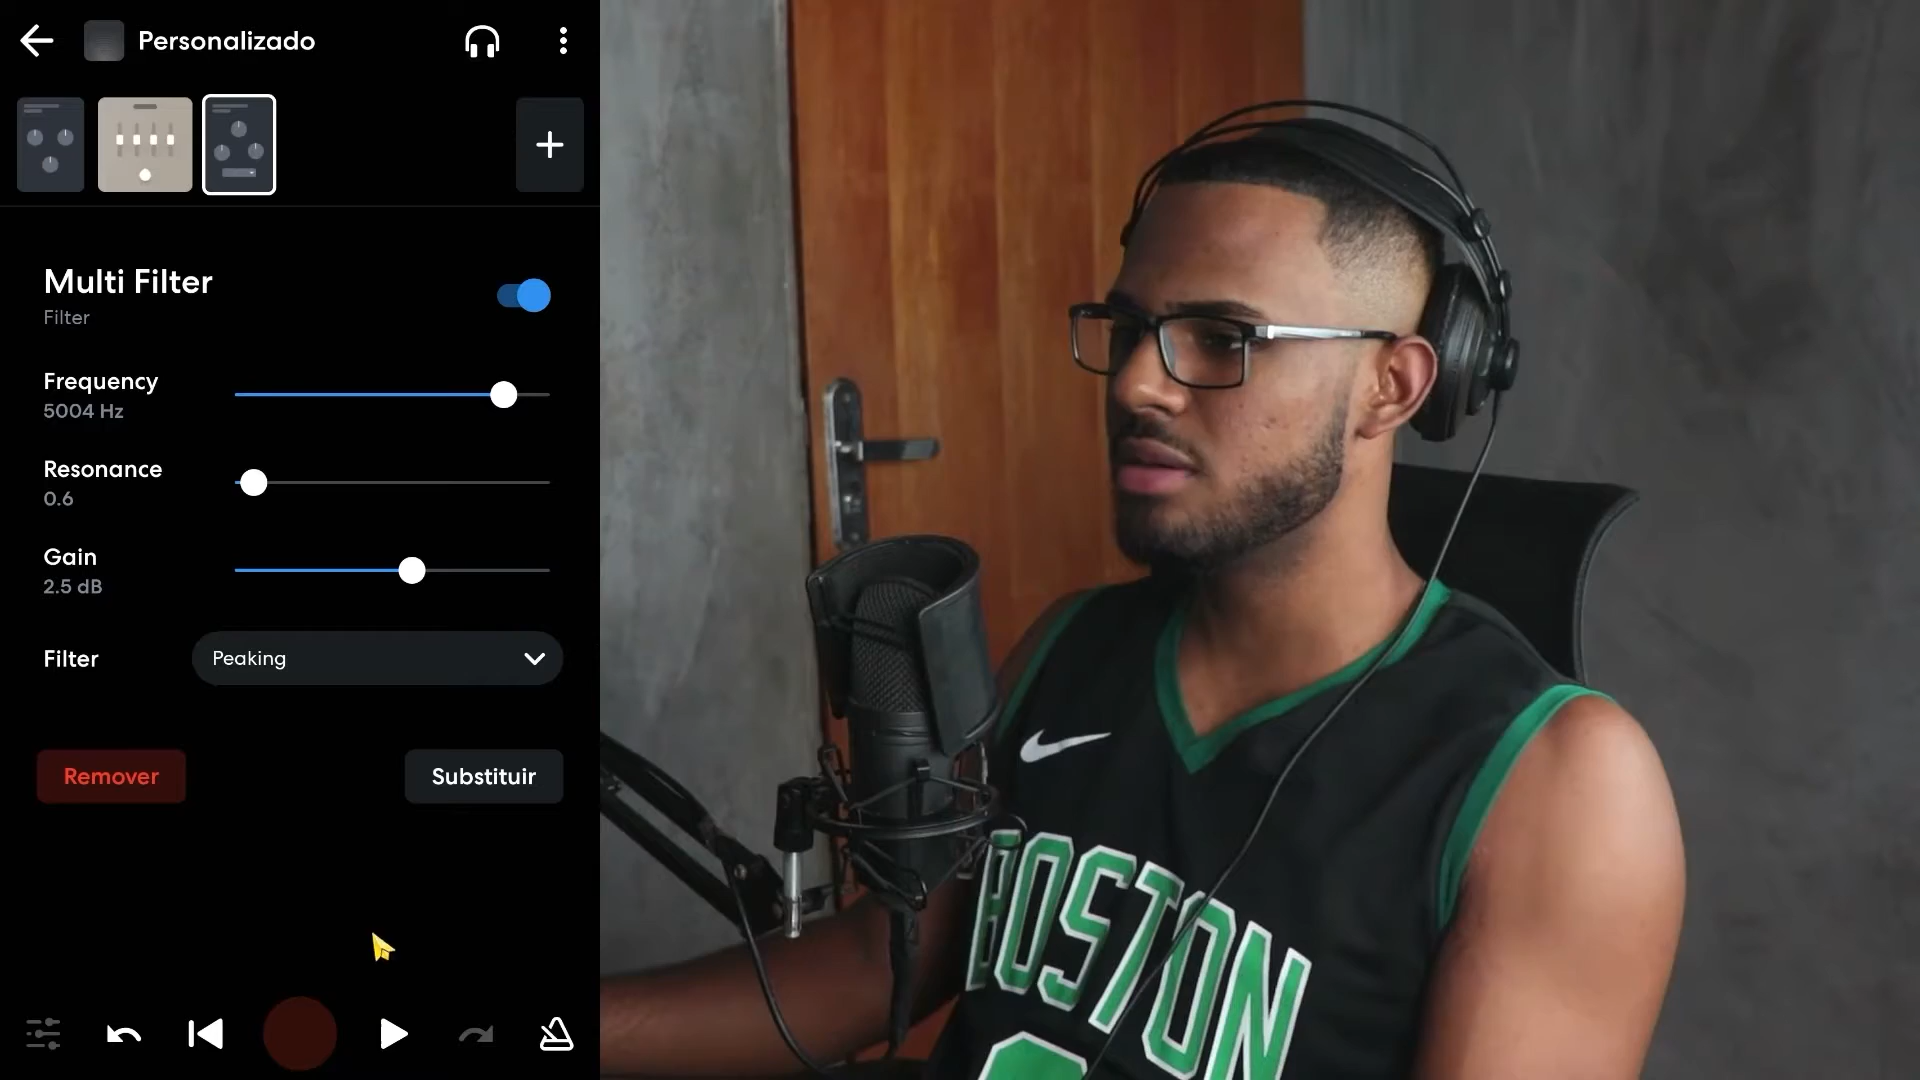 Personalizado
Multi Filter
Filter
Frequency
5004 Hz
Resonance
0.6
Gain
2.5 dB
Filter
Peaking
Remover
Substituir
BOSTON